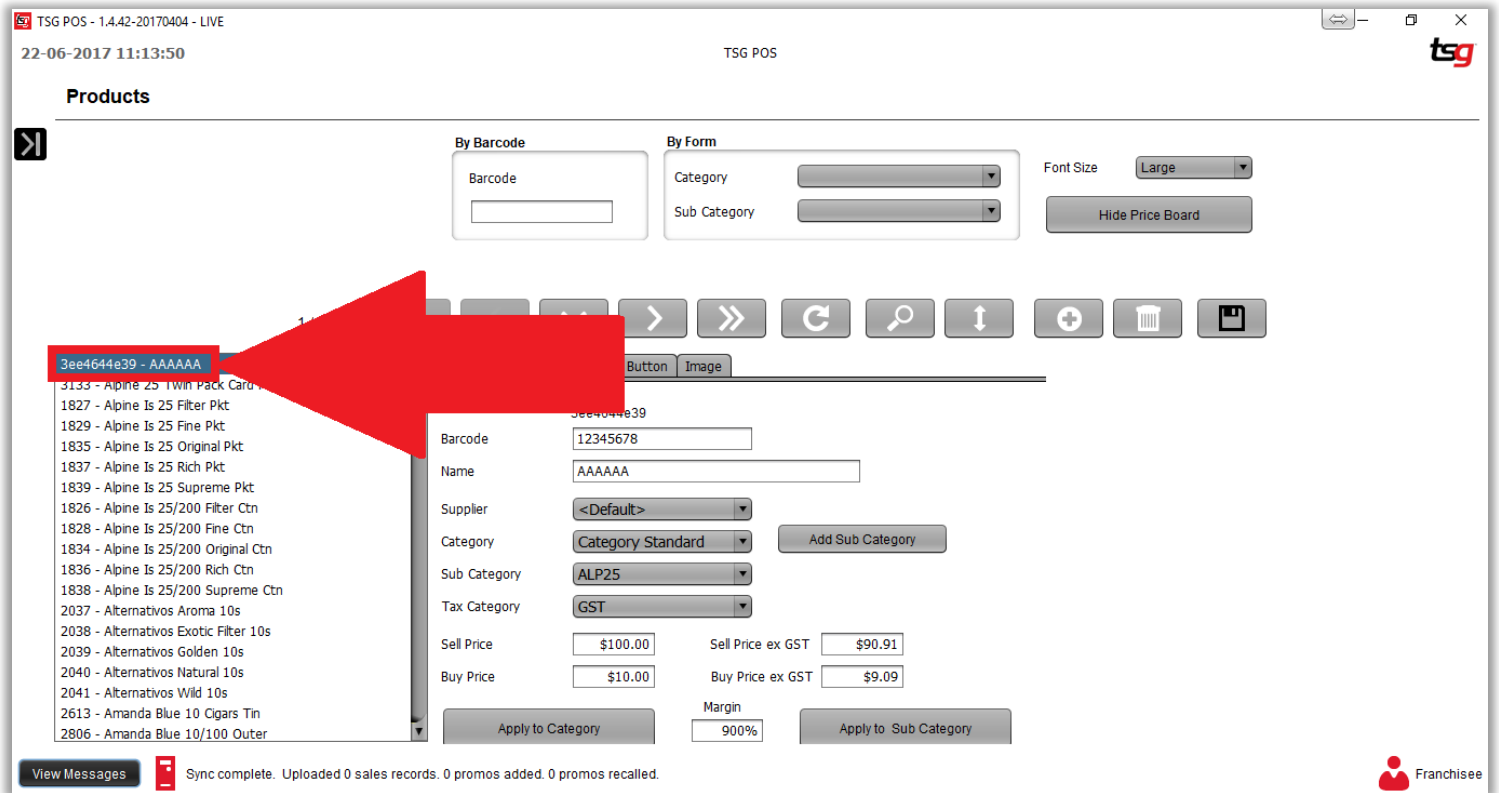 TSG POS - 1.4.42-20170404 - LIVE
22-06-2017 11:13:50
TSG POS
tsg
Products
By Barcode
By Form
Barcode
Category
Sub Category
Font Size
Large
Hide Price Board
3ee4644e39 - AAAAAA
3133 - Alpine 25 Twin Pack Card
1827 - Alpine Is 25 Filter Pkt
1829 - Alpine Is 25 Fine Pkt
1835 - Alpine Is 25 Original Pkt
1837 - Alpine Is 25 Rich Pkt
1839 - Alpine Is 25 Supreme Pkt
1826 - Alpine Is 25/200 Filter Ctn
1828 - Alpine Is 25/200 Fine Ctn
1834 - Alpine Is 25/200 Original Ctn
1836 - Alpine Is 25/200 Rich Ctn
1838 - Alpine Is 25/200 Supreme Ctn
2037 - Alternativos Aroma 10s
2038 - Alternativos Exotic Filter 10s
2039 - Alternativos Golden 10s
2040 - Alternativos Natural 10s
2041 - Alternativos Wild 10s
2613 - Amanda Blue 10 Cigars Tin
2806 - Amanda Blue 10/100 Outer
Button
Image
3ee4644e39
Barcode
12345678
Name
AAAAAA
Supplier
<Default>
Category
Category Standard
Add Sub Category
Sub Category
ALP25
Tax Category
GST
Sell Price
$100.00
Sell Price ex GST
$90.91
Buy Price
$10.00
Buy Price ex GST
$9.09
Apply to Category
Margin
900%
Apply to Sub Category
View Messages
Sync complete. Uploaded 0 sales records. 0 promos added. 0 promos recalled.
Franchisee